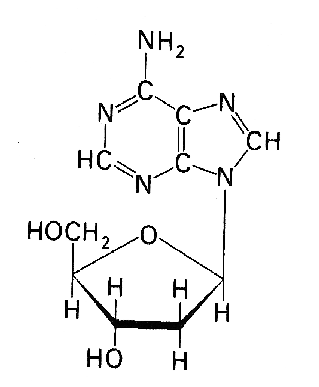 NH2
C
N C N
HC C CH
N N
HOCH2 O
H H H H
HO H